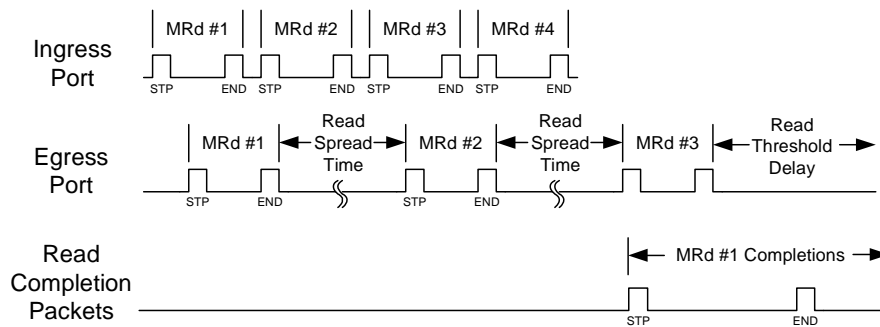 MRd #1 MRd #2 MRd #3 MRd #4
Ingress
Port
STP END STP END STP END STP END
Read
Spread
Time
Read
Spread
Time
Read
Threshold
Delay
MRd #1 MRd #2 MRd #3
Egress
Port
STP END STP END
Read
Completion
Packets
MRd #1 Completions
STP END